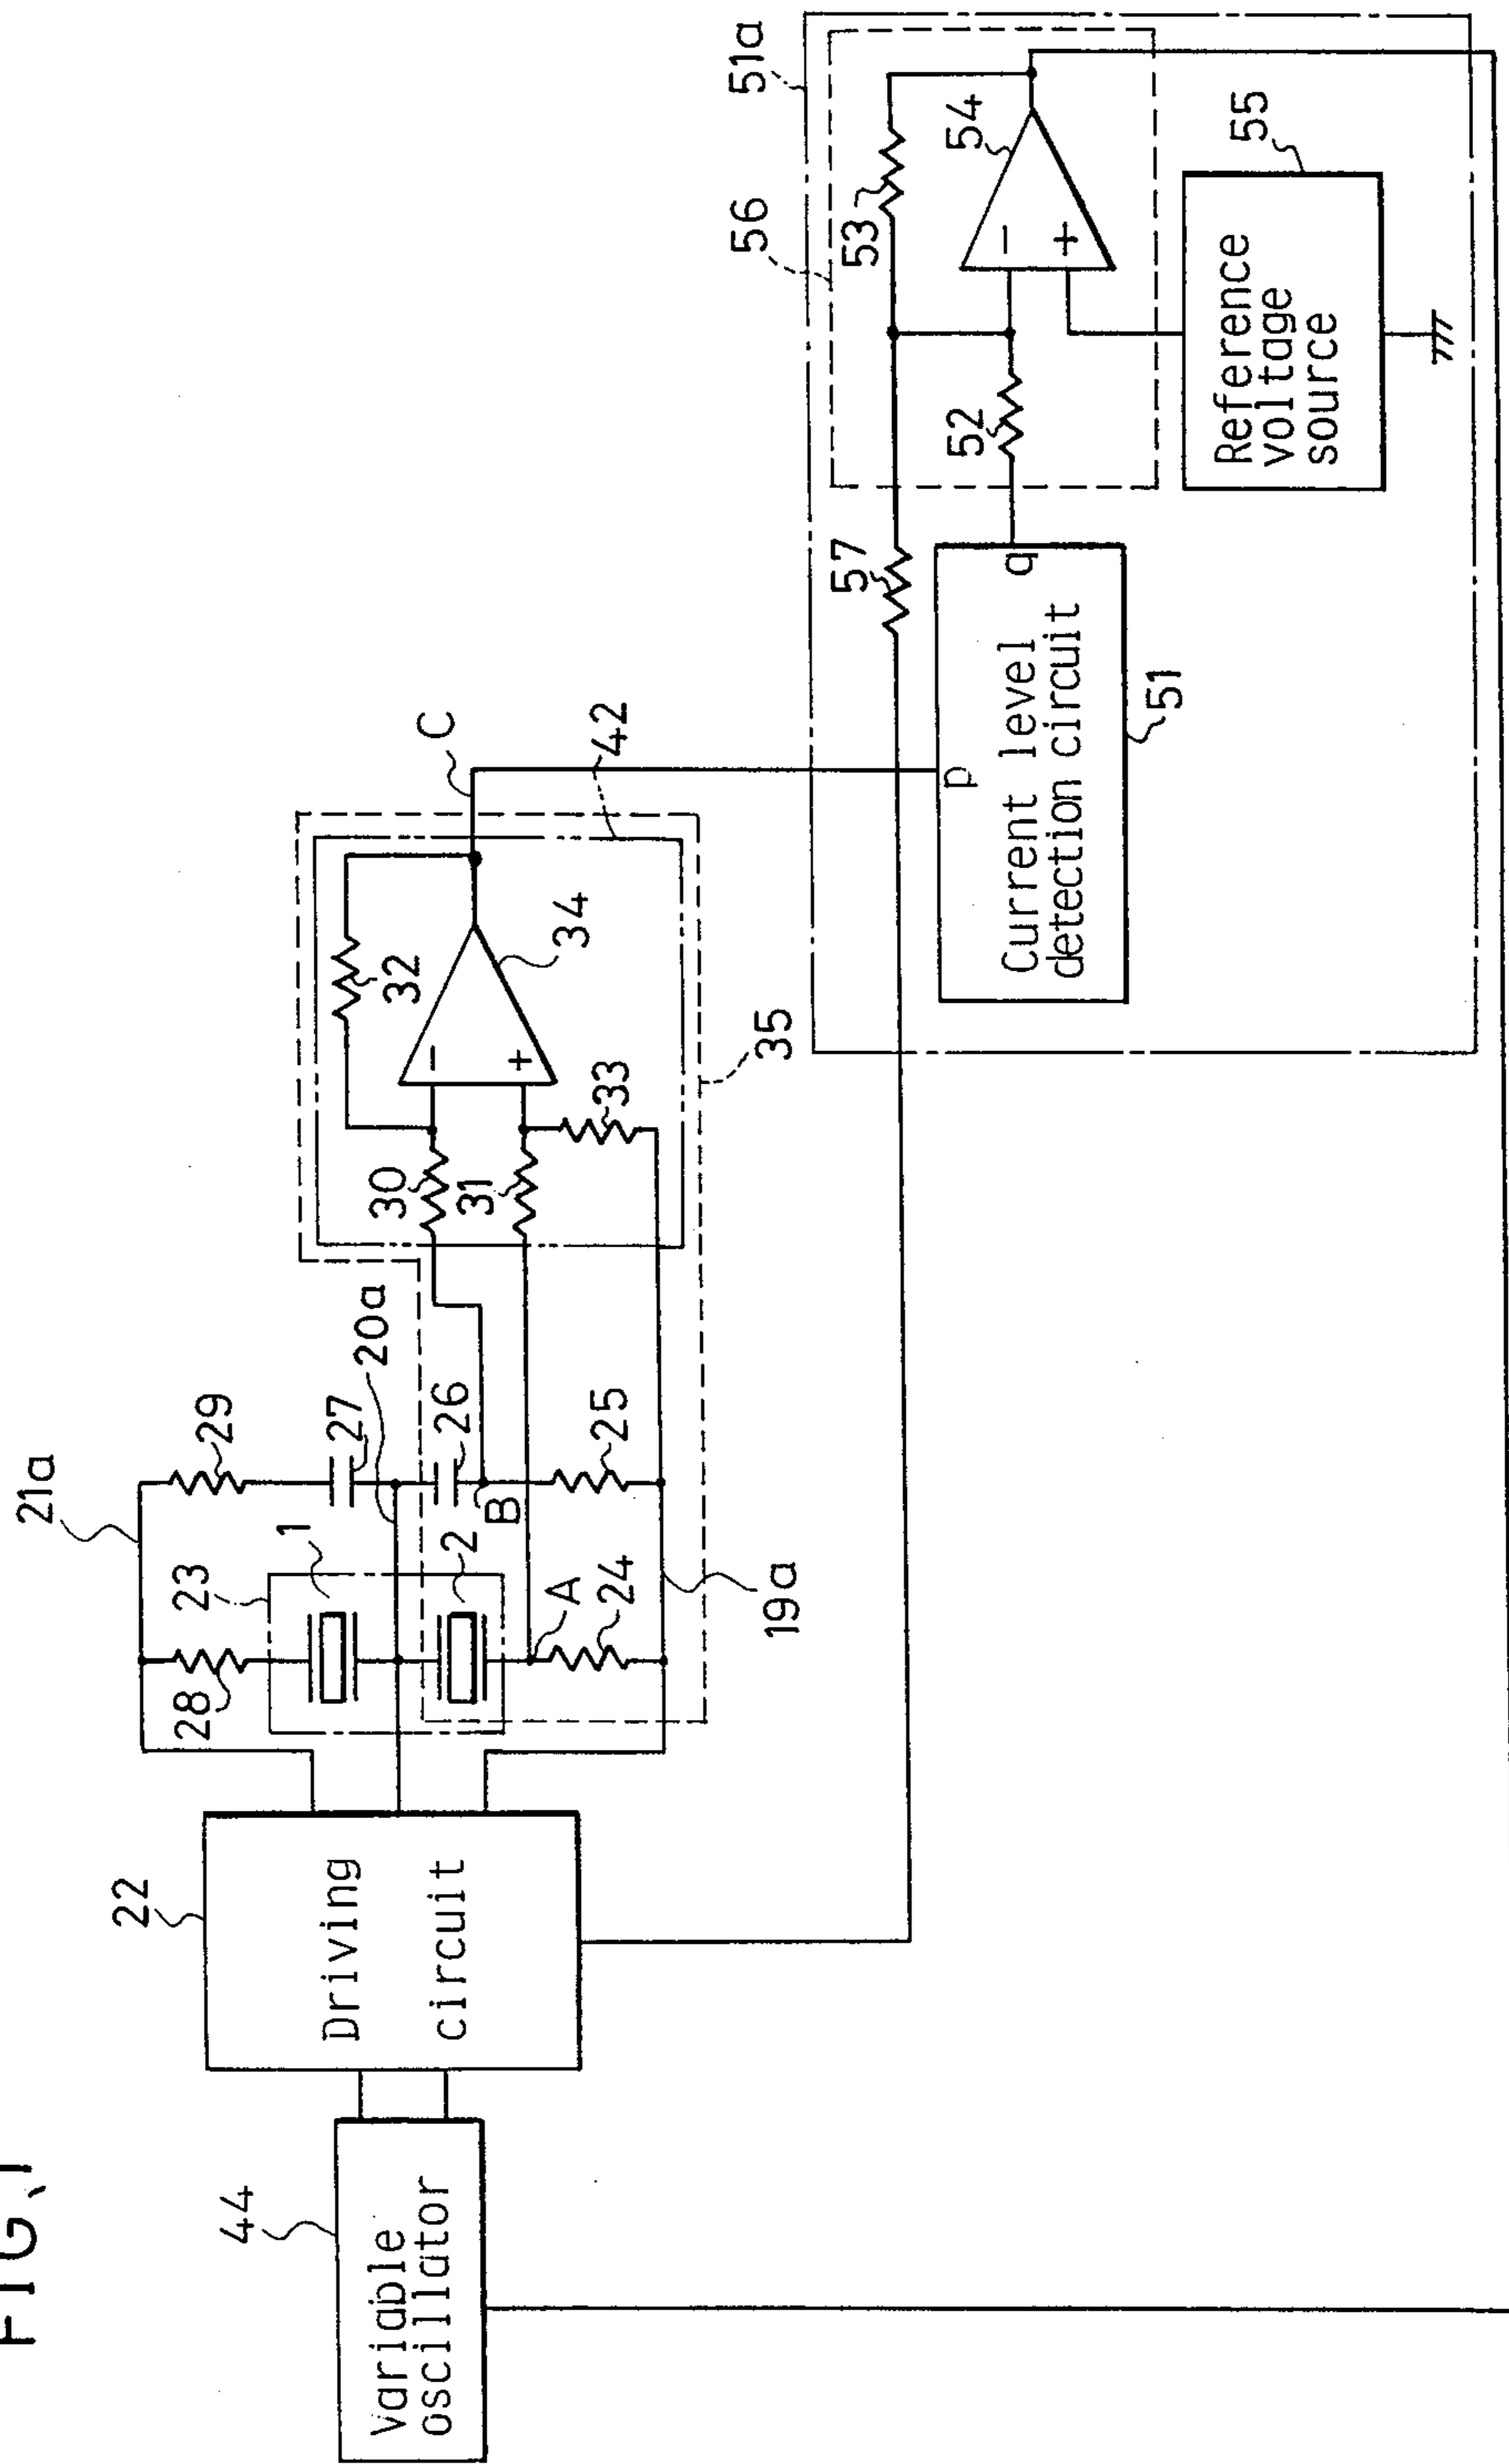 FIG. 1
44
Variable
oscillator
22
Driving
circuit
21a
23
28
1
2
29
27
20a
26
B
A
24
25
19a
30
31
32
33
34
-
+
35
42
C
p
q
Current level
detection circuit
51
57
51a
56
52
53
54
-
+
55
Reference
voltage
source